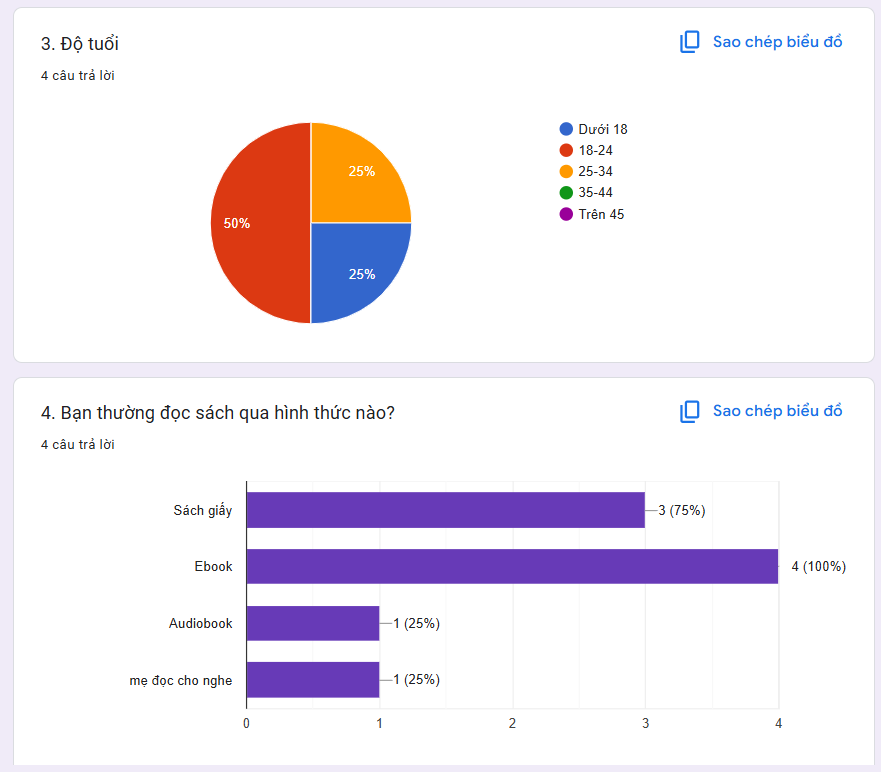 3. Độ tuổi
Sao chép biểu đồ
4 câu trả lời
25%
50%
25%
Dưới 18
18-24
25-34
35-44
Trên 45
4. Bạn thường đọc sách qua hình thức nào?
Sao chép biểu đồ
4 câu trả lời
Sách giấy
3 (75%)
Ebook
4 (100%)
Audiobook
1 (25%)
mẹ đọc cho nghe
1 (25%)
0 1 2 3 4